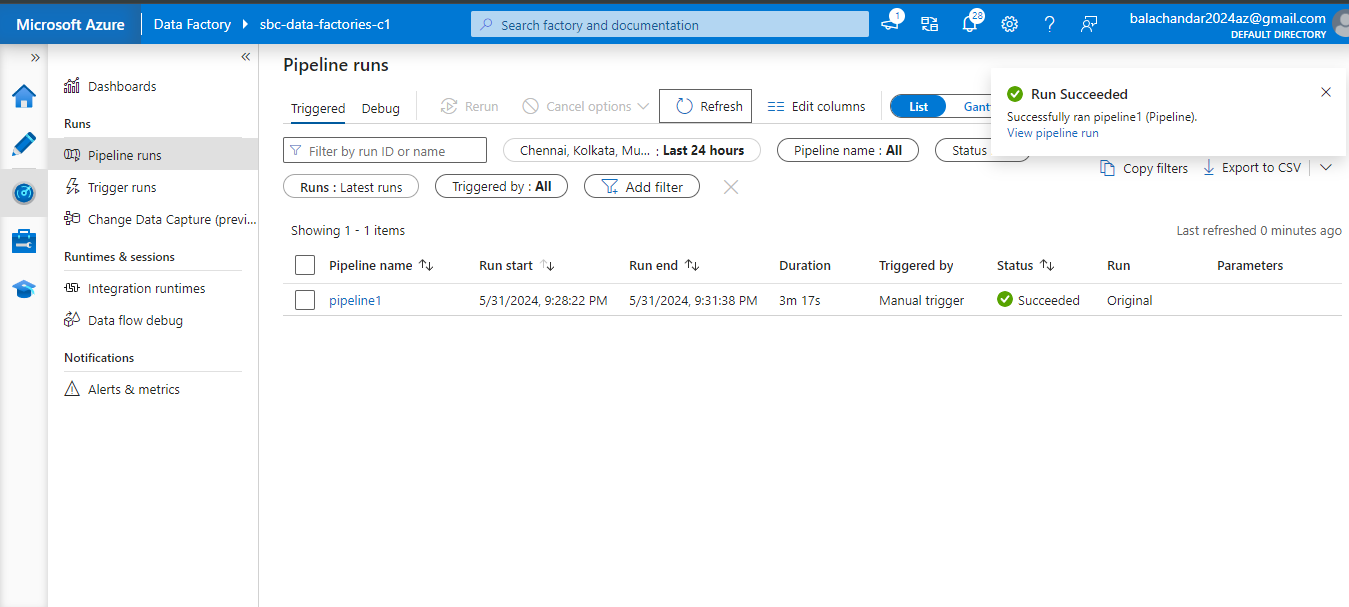 Microsoft Azure
Data Factory
sbc-data-factories-c1
Search factory and documentation
1
28
balachandar2024az@gmail.com
DEFAULT DIRECTORY
Dashboards
Runs
Pipeline runs
Trigger runs
Change Data Capture (previ...
Runtimes & sessions
Integration runtimes
Data flow debug
Notifications
Alerts & metrics
Pipeline runs
Triggered Debug Rerun Cancel options Refresh Edit columns List Gant
Run Succeeded
Successfully ran pipeline1 (Pipeline).
View pipeline run
Filter by run ID or name
Chennai, Kolkata, Mu... : Last 24 hours
Pipeline name : All
Status
Runs : Latest runs
Triggered by : All
Add filter
Copy filters
Export to CSV
Showing 1 - 1 items
Last refreshed 0 minutes ago
Pipeline name Run start Run end Duration Triggered by Status Run Parameters
pipeline1 5/31/2024, 9:28:22 PM 5/31/2024, 9:31:38 PM 3m 17s Manual trigger Succeeded Original